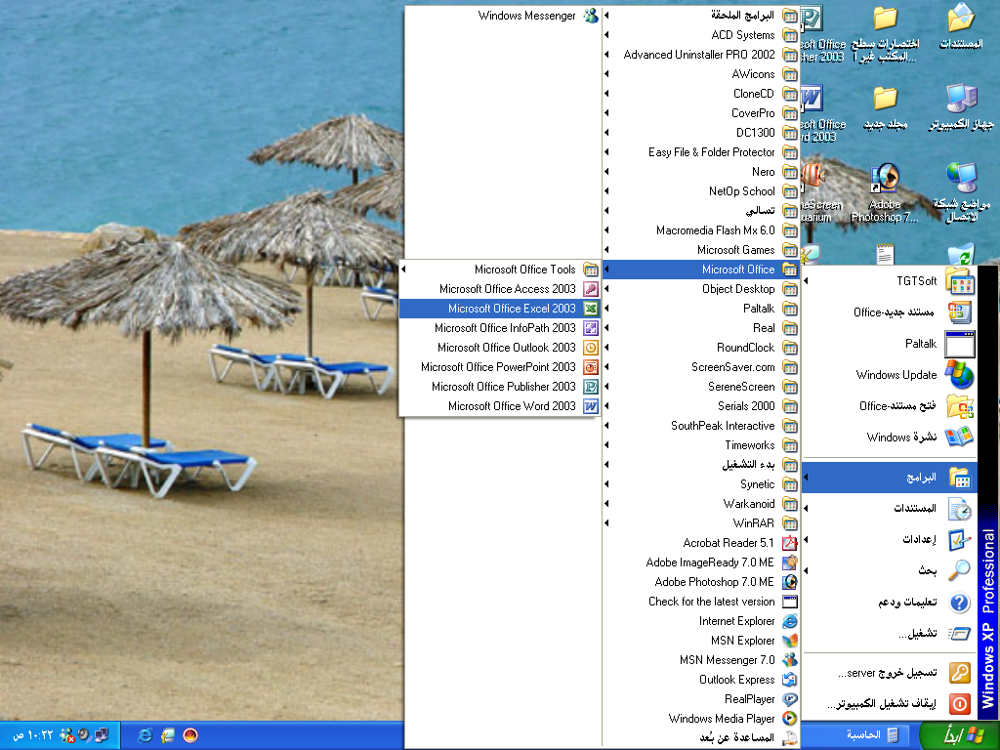 المستندات
اختصارات سطح
المكتب غير أ...
soft Office
sher 2003
جهاز الكمبيوتر
مجلد جديد
soft Office
rd 2003
مواضع شبكة
الاتصال
Adobe
Photoshop 7...
neScreen
uarium
البرامج الملحقة
ACD Systems
Advanced Uninstaller PRO 2002
AWicons
CloneCD
CoverPro
DC1300
Easy File & Folder Protector
Nero
NetOp School
تسالي
Macromedia Flash Mx 6.0
Microsoft Games
Microsoft Office
Object Desktop
Paltalk
Real
RoundClock
ScreenSaver.com
SereneScreen
Serials 2000
SouthPeak Interactive
Timeworks
بدء التشغيل
Synetic
Warkanoid
WinRAR
Acrobat Reader 5.1
Adobe ImageReady 7.0 ME
Adobe Photoshop 7.0 ME
Check for the latest version
Internet Explorer
MSN Explorer
MSN Messenger 7.0
Outlook Express
RealPlayer
Windows Media Player
المساعدة عن بُعد
Windows Messenger
Microsoft Office Tools
Microsoft Office Access 2003
Microsoft Office Excel 2003
Microsoft Office InfoPath 2003
Microsoft Office Outlook 2003
Microsoft Office PowerPoint 2003
Microsoft Office Publisher 2003
Microsoft Office Word 2003
TGTSoft
مستند جديد-Office
Paltalk
Windows Update
فتح مستند-Office
نشرة Windows
البرامج
المستندات
إعدادات
بحث
تعليمات ودعم
تشغيل...
تسجيل خروج server...
إيقاف تشغيل الكمبيوتر...
Windows XP Professional
ابدأ
الحاسبة
١٠:٢٢ ص